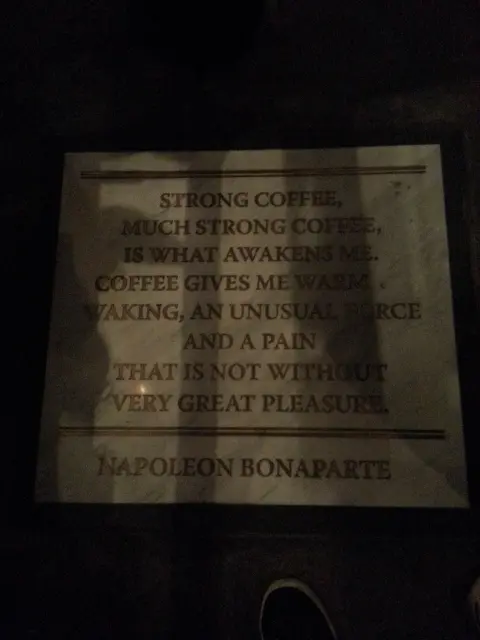 STRONG COFFEE,
MUCH STRONG COFFEE,
IS WHAT AWAKENS ME.
COFFEE GIVES ME WARM
WAKING, AN UNUSUAL FORCE
AND A PAIN
THAT IS NOT WITHOUT
VERY GREAT PLEASURE.
NAPOLEON BONAPARTE